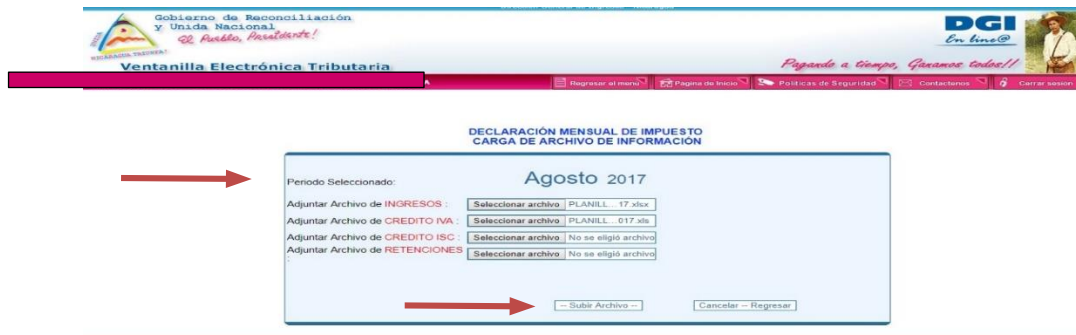 Gobierno de Reconciliación
y Unida Nacional
El Pueblo, Presidente!
DGI
En line@
NICARAGUA TRIUNFA!
Ventanilla Electrónica Tributaria
Pagando a tiempo, Ganamos todos!!
A
Regresar al menú
Pagina de Inicio
Politicas de Seguridad
Contactenos
Cerrar sesion
DECLARACIÓN MENSUAL DE IMPUESTO
CARGA DE ARCHIVO DE INFORMACIÓN
Periodo Seleccionado: Agosto 2017
Adjuntar Archivo de INGRESOS : Seleccionar archivo PLANILL...17.xlsx
Adjuntar Archivo de CREDITO IVA : Seleccionar archivo PLANILL...017.xls
Adjuntar Archivo de CREDITO ISC : Seleccionar archivo No se eligió archivo
Adjuntar Archivo de RETENCIONES : Seleccionar archivo No se eligió archivo
-- Subir Archivo --
Cancelar -- Regresar